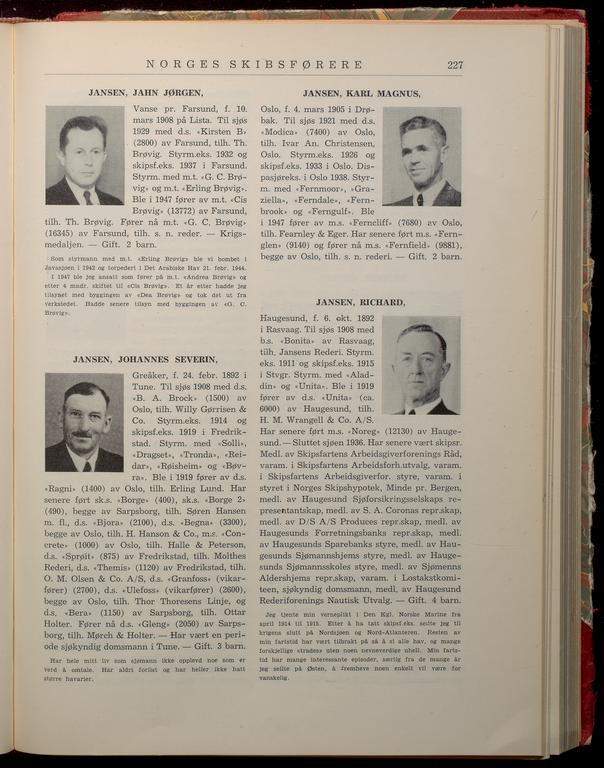 NORGES SKIBSFØRERE 227
JANSEN, JAHN JØRGEN,
Vanse pr. Farsund, f. 10.
mars 1908 på Lista. Til sjøs
1929 med d.s. «Kirsten B»
(2800) av Farsund, tilh. Th.
Brøvig. Styrm.eks. 1932 og
skipsf.eks. 1937 i Farsund.
Styrm. med m.t. «G. C. Brø-
vig» og m.t. «Erling Brøvig».
Ble i 1947 fører av m.t. «Cis
Brøvig» (13772) av Farsund,
tilh. Th. Brøvig. Fører nå m.t. «G. C. Brøvig»
(16345) av Farsund, tilh. s. n. reder. — Krigs-
medaljen. — Gift. 2 barn.
Som styrmann med m.t. «Erling Brøvig» ble vi bombet i
Javasjøen i 1942 og torpedert i Det Arabiske Hav 21. febr. 1944.
I 1947 ble jeg ansatt som fører på m.t. «Andrea Brøvig» og
etter 4 mndr. skiftet til «Cis Brøvig». Et år etter hadde jeg
tilsynet med byggingen av «Dea Brøvig» og tok det ut fra
verkstedet. Hadde senere tilsyn med byggingen av «G. C.
Brøvig».
JANSEN, JOHANNES SEVERIN,
Greåker, f. 24. febr. 1892 i
Tune. Til sjøs 1908 med d.s.
«B. A. Brock» (1500) av
Oslo, tilh. Willy Gørrisen &
Co. Styrm.eks. 1914 og
skipsf.eks. 1919 i Fredrik-
stad. Styrm. med «Solli»,
«Dragset», «Tronda», «Rei-
dar», «Røisheim» og «Bøv-
ra». Ble i 1919 fører av d.s.
«Ragni» (1400) av Oslo, tilh. Erling Lund. Har
senere ført sk.s. «Borge» (400), sk.s. «Borge 2»
(490), begge av Sarpsborg, tilh. Søren Hansen
m. fl., d.s. «Bjora» (2100), d.s. «Begna» (3300),
begge av Oslo, tilh. H. Hanson & Co., m.s. «Con-
crete» (1000) av Oslo, tilh. Halle & Peterson,
d.s. «Sprøit» (875) av Fredrikstad, tilh. Molthes
Rederi, d.s. «Themis» (1120) av Fredrikstad, tilh.
O. M. Olsen & Co. A/S, d.s. «Granfoss» (vikar-
fører) (2700), d.s. «Ulefoss» (vikarfører) (2600),
begge av Oslo, tilh. Thor Thoresens Linje, og
d.s. «Bera» (1150) av Sarpsborg, tilh. Ottar
Holter. Fører nå d.s. «Gleng» (2050) av Sarps-
borg, tilh. Mørch & Holter. — Har vært en peri-
ode sjøkyndig domsmann i Tune. — Gift. 3 barn.
Har hele mitt liv som sjømann ikke opplevd noe som er
verd å omtale. Har aldri forlist og har heller ikke hatt
større havarier.
JANSEN, KARL MAGNUS,
Oslo, f. 4. mars 1905 i Drø-
bak. Til sjøs 1921 med d.s.
«Modica» (7400) av Oslo,
tilh. Ivar An. Christensen,
Oslo. Styrm.eks. 1926 og
skipsf.eks. 1933 i Oslo. Dis-
pasjøreks. i Oslo 1938. Styr-
m. med «Fernmoor», «Gra-
ziella», «Ferndale», «Fern-
brook» og «Ferngulf». Ble
i 1947 fører av m.s. «Ferncliff» (7680) av Oslo,
tilh. Fearnley & Eger. Har senere ført m.s. «Fern-
glen» (9140) og fører nå m.s. «Fernfield» (9881),
begge av Oslo, tilh. s. n. rederi. — Gift. 2 barn.
JANSEN, RICHARD,
Haugesund, f. 6. okt. 1892
i Rasvaag. Til sjøs 1908 med
b.s. «Bonita» av Rasvaag,
tilh. Jansens Rederi. Styrm.
eks. 1911 og skipsf.eks. 1915
i Stvgr. Styrm. med «Alad-
din» og «Unita». Ble i 1919
fører av d.s. «Unita» (ca.
6000) av Haugesund, tilh.
H. M. Wrangell & Co. A/S.
Har senere ført m.s. «Noreg» (12130) av Hauge-
sund. — Sluttet sjøen 1936. Har senere vært skipsr.
Medl. av Skipsfartens Arbeidsgiverforenings Råd,
varam. i Skipsfartens Arbeidsforh.utvalg, varam.
i Skipsfartens Arbeidsgiverfor. styre, varam. i
styret i Norges Skipshypotek, Minde pr. Bergen,
medl. av Haugesund Sjøforsikringsselskaps re-
presentantskap, medl. av S. A. Coronas repr.skap,
medl. av D/S A/S Produces repr.skap, medl. av
Haugesunds Forretningsbanks repr.skap, medl.
av Haugesunds Sparebanks styre, medl. av Hau-
gesunds Sjømannshjems styre, medl. av Hauge-
sunds Sjømannsskoles styre, medl. av Sjømenns
Aldershjems repr.skap, varam. i Lostakstkomi-
teen, sjøkyndig domsmann, medl. av Haugesund
Rederiforenings Nautisk Utvalg. — Gift. 4 barn.
Jeg tjente min verneplikt i Den Kgl. Norske Marine fra
april 1914 til 1915. Etter å ha tatt skipsf.eks. seilte jeg til
krigens slutt på Nordsjøen og Nord-Atlanteren. Resten av
min fartstid har vært tilbrakt på så å si alle hav, og mange
forskjellige «trades» uten noen nevneverdige uhell. Min farts-
tid har mange interessante episoder, særlig fra de mange år
jeg seilte på Østen, å fremheve noen enkelt vil være for
vanskelig.